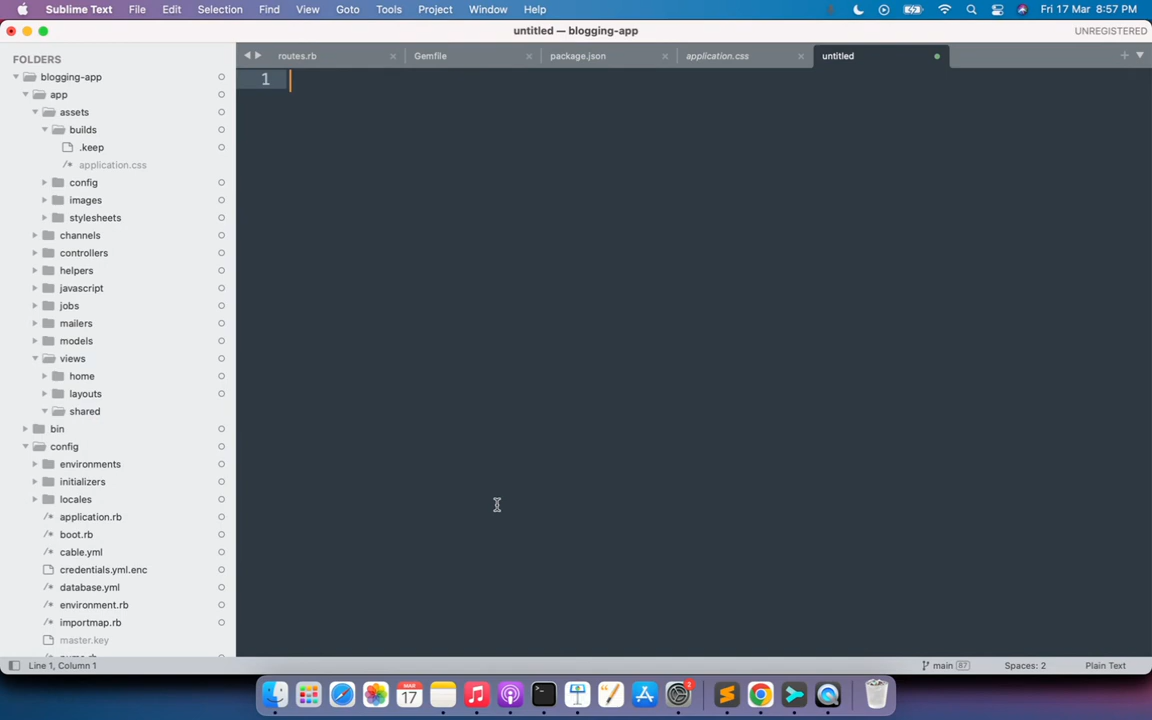 Sublime Text File Edit Selection Find View Goto Tools Project Window Help Fri 17 Mar 8:57 PM
untitled — blogging-app UNREGISTERED
FOLDERS
routes.rb Gemfile package.json application.css untitled
1
blogging-app
app
assets
builds
.keep
application.css
config
images
stylesheets
channels
controllers
helpers
javascript
jobs
mailers
models
views
home
layouts
shared
bin
config
environments
initializers
locales
application.rb
boot.rb
cable.yml
credentials.yml.enc
database.yml
environment.rb
importmap.rb
master.key
Line 1, Column 1 main 87 Spaces: 2 Plain Text
MAR
17
2